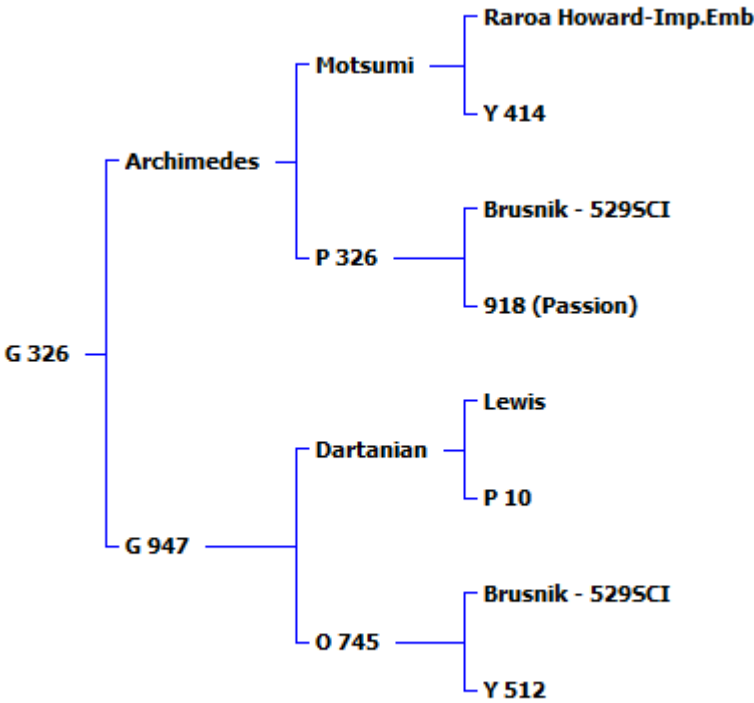 Raroa Howard-Imp.Emb
Motsumi
Y 414
Archimedes
Brusnik - 529SCI
P 326
918 (Passion)
G 326
Lewis
Dartanian
P 10
G 947
Brusnik - 529SCI
O 745
Y 512